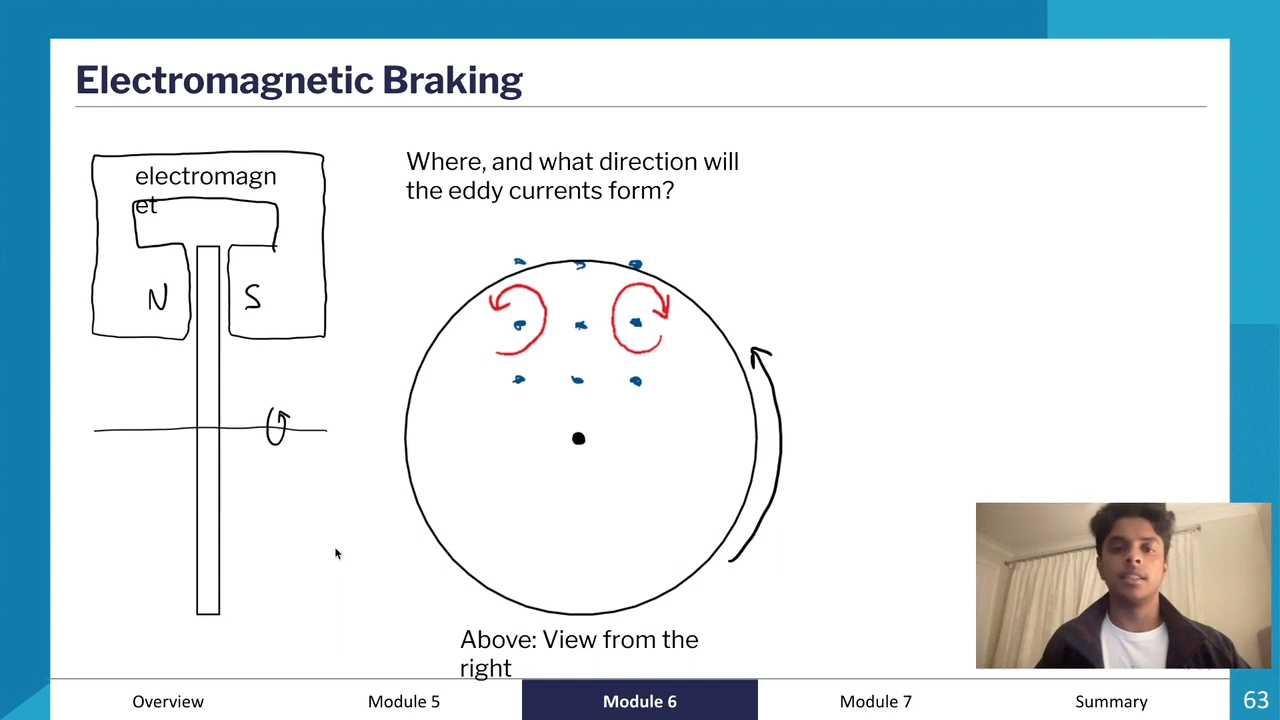 Electromagnetic Braking
electromagn
et
N
S
Where, and what direction will
the eddy currents form?
Above: View from the
right
Overview
Module 5
Module 6
Module 7
Summary
63